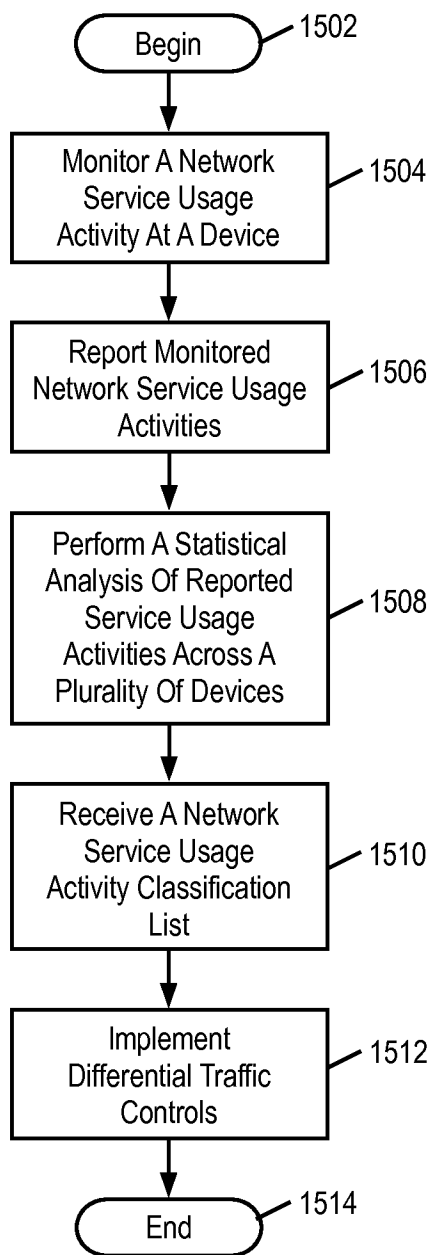 Begin
1502
Monitor A Network
Service Usage
Activity At A Device
1504
Report Monitored
Network Service Usage
Activities
1506
Perform A Statistical
Analysis Of Reported
Service Usage
Activities Across A
Plurality Of Devices
1508
Receive A Network
Service Usage
Activity Classification
List
1510
Implement
Differential Traffic
Controls
1512
End
1514